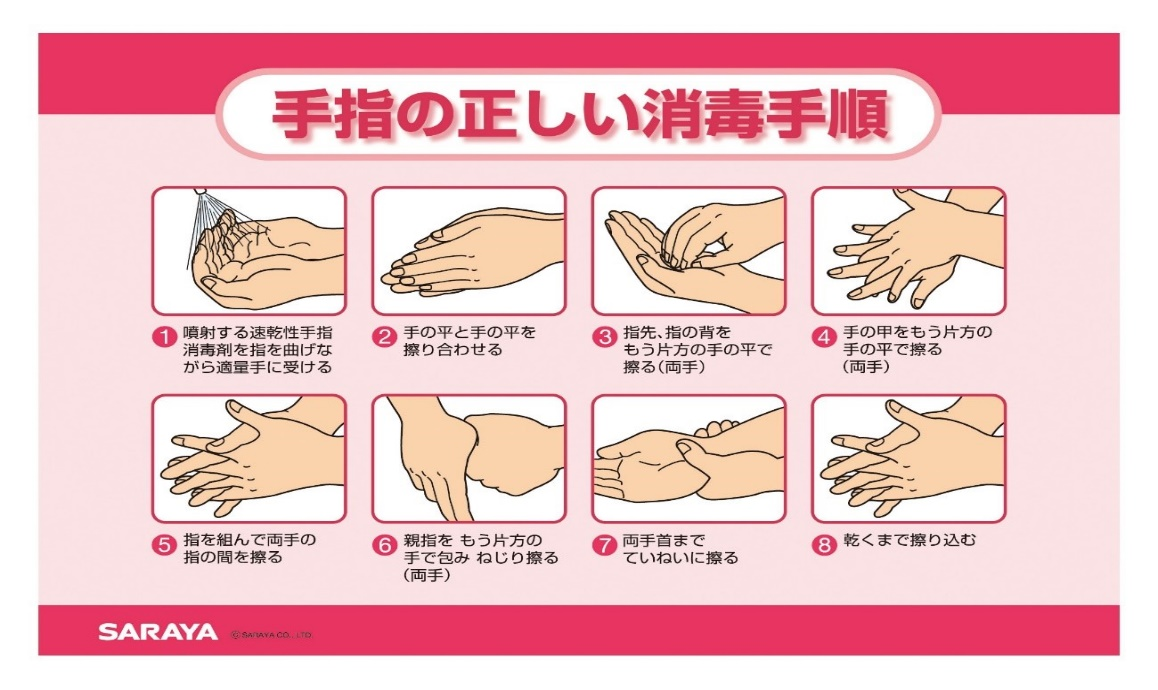 手指の正しい消毒手順
1 噴射する速乾性手指
消毒剤を指を曲げな
がら適量手に受ける
2 手の平と手の平を
擦り合わせる
3 指先、指の背を
もう片方の手の平で
擦る(両手)
4 手の甲をもう片方の
手の平で擦る
(両手)
5 指を組んで両手の
指の間を擦る
6 親指を もう片方の
手で包み ねじり擦る
(両手)
7 両手首まで
ていねいに擦る
8 乾くまで擦り込む
SARAYA ©SARAYA CO., LTD.